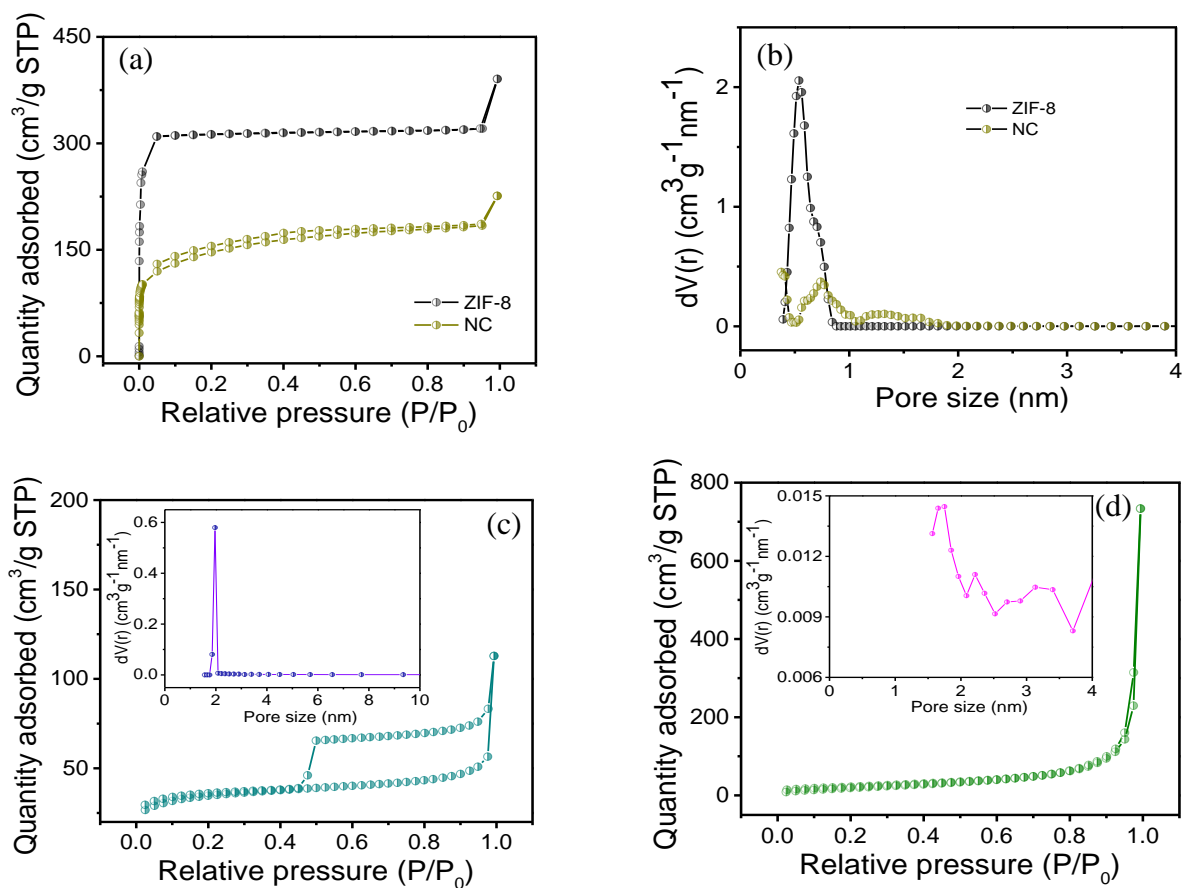 (a)
Quantity adsorbed (cm³/g STP)
450
300
150
0
ZIF-8
NC
0.0 0.2 0.4 0.6 0.8 1.0
Relative pressure (P/P₀)
(b)
dV(r) (cm³g⁻¹nm⁻¹)
2
1
0
ZIF-8
NC
0 1 2 3 4
Pore size (nm)
(c)
Quantity adsorbed (cm³/g STP)
200
150
100
50
dV(r) (cm³g⁻¹nm⁻¹)
0.6
0.4
0.2
0.0
0 2 4 6 8 10
Pore size (nm)
0.0 0.2 0.4 0.6 0.8 1.0
Relative pressure (P/P₀)
(d)
Quantity adsorbed (cm³/g STP)
800
600
400
200
0
dV(r) (cm³g⁻¹nm⁻¹)
0.015
0.012
0.009
0.006
0 1 2 3 4
Pore size (nm)
0.0 0.2 0.4 0.6 0.8 1.0
Relative pressure (P/P₀)